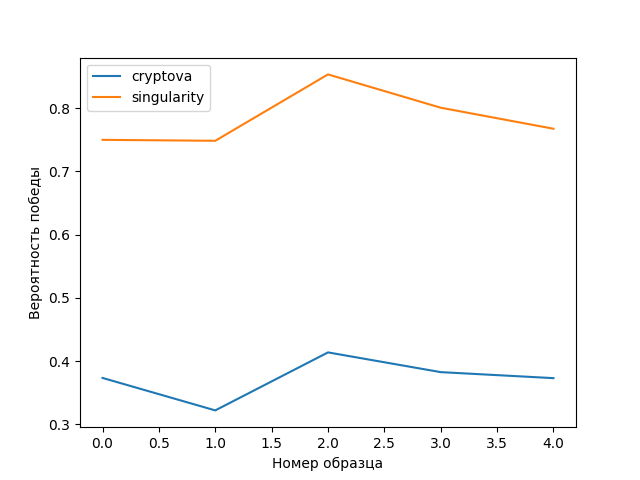 cryptova
singularity
0.8
0.7
0.6
0.5
0.4
0.3
Вероятность победы
0.0 0.5 1.0 1.5 2.0 2.5 3.0 3.5 4.0
Номер образца